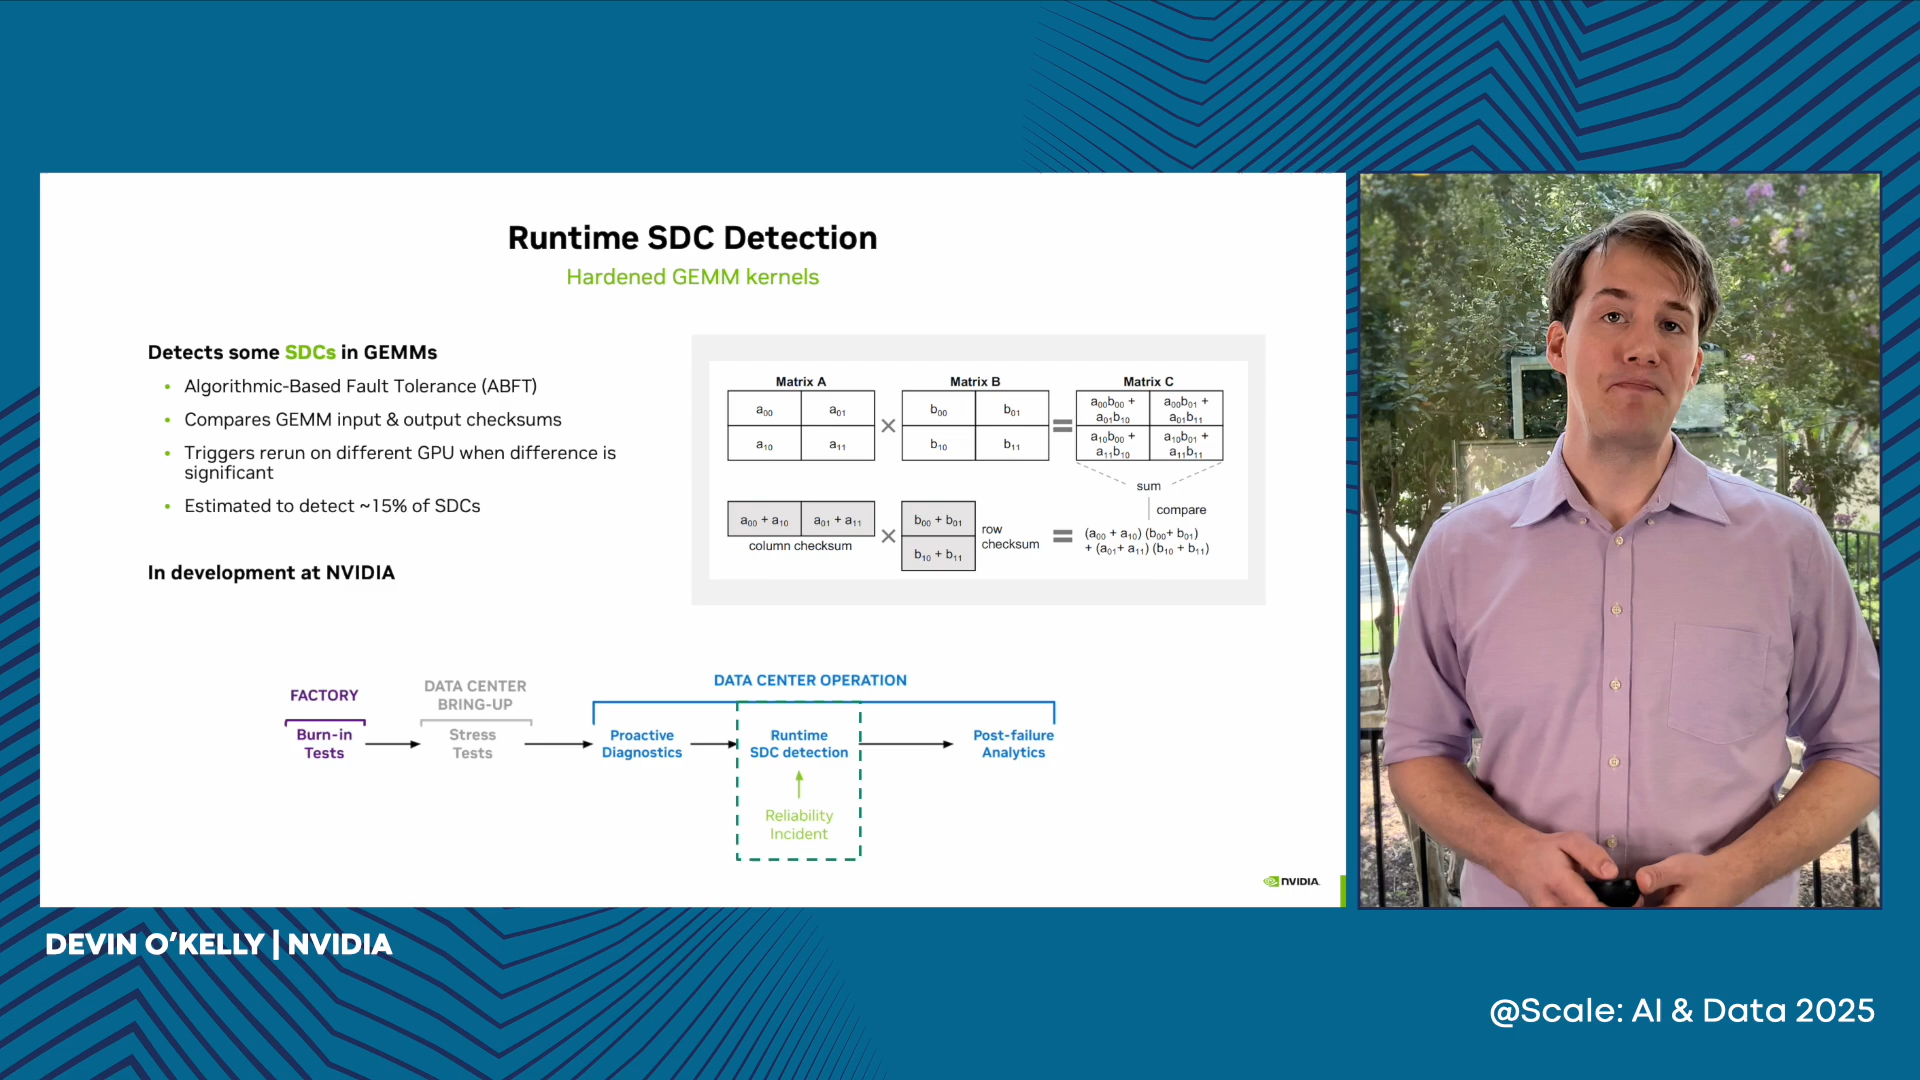 Runtime SDC Detection
Hardened GEMM kernels
Detects some SDCs in GEMMs
• Algorithmic-Based Fault Tolerance (ABFT)
• Compares GEMM input & output checksums
• Triggers rerun on different GPU when difference is
significant
• Estimated to detect ~15% of SDCs
In development at NVIDIA
Matrix A
Matrix B
Matrix C
a₀₀ a₀₁ × b₀₀ b₀₁ = a₀₀b₀₀ + a₀₀b₀₁ +
a₀₁b₁₀ a₀₁b₁₁
a₁₀ a₁₁ b₁₀ b₁₁ a₁₀b₀₀ + a₁₀b₀₁ +
a₁₁b₁₀ a₁₁b₁₁
sum
compare
a₀₀ + a₁₀ a₀₁ + a₁₁ × b₀₀ + b₀₁
b₁₀ + b₁₁
column checksum
row
checksum
= (a₀₀ + a₁₀) (b₀₀+ b₀₁)
+ (a₀₁+ a₁₁) (b₁₀ + b₁₁)
FACTORY
Burn-in
Tests
DATA CENTER
BRING-UP
Stress
Tests
DATA CENTER OPERATION
Proactive
Diagnostics
Runtime
SDC detection
Reliability
Incident
Post-failure
Analytics
NVIDIA.
DEVIN O'KELLY | NVIDIA
@Scale: AI & Data 2025